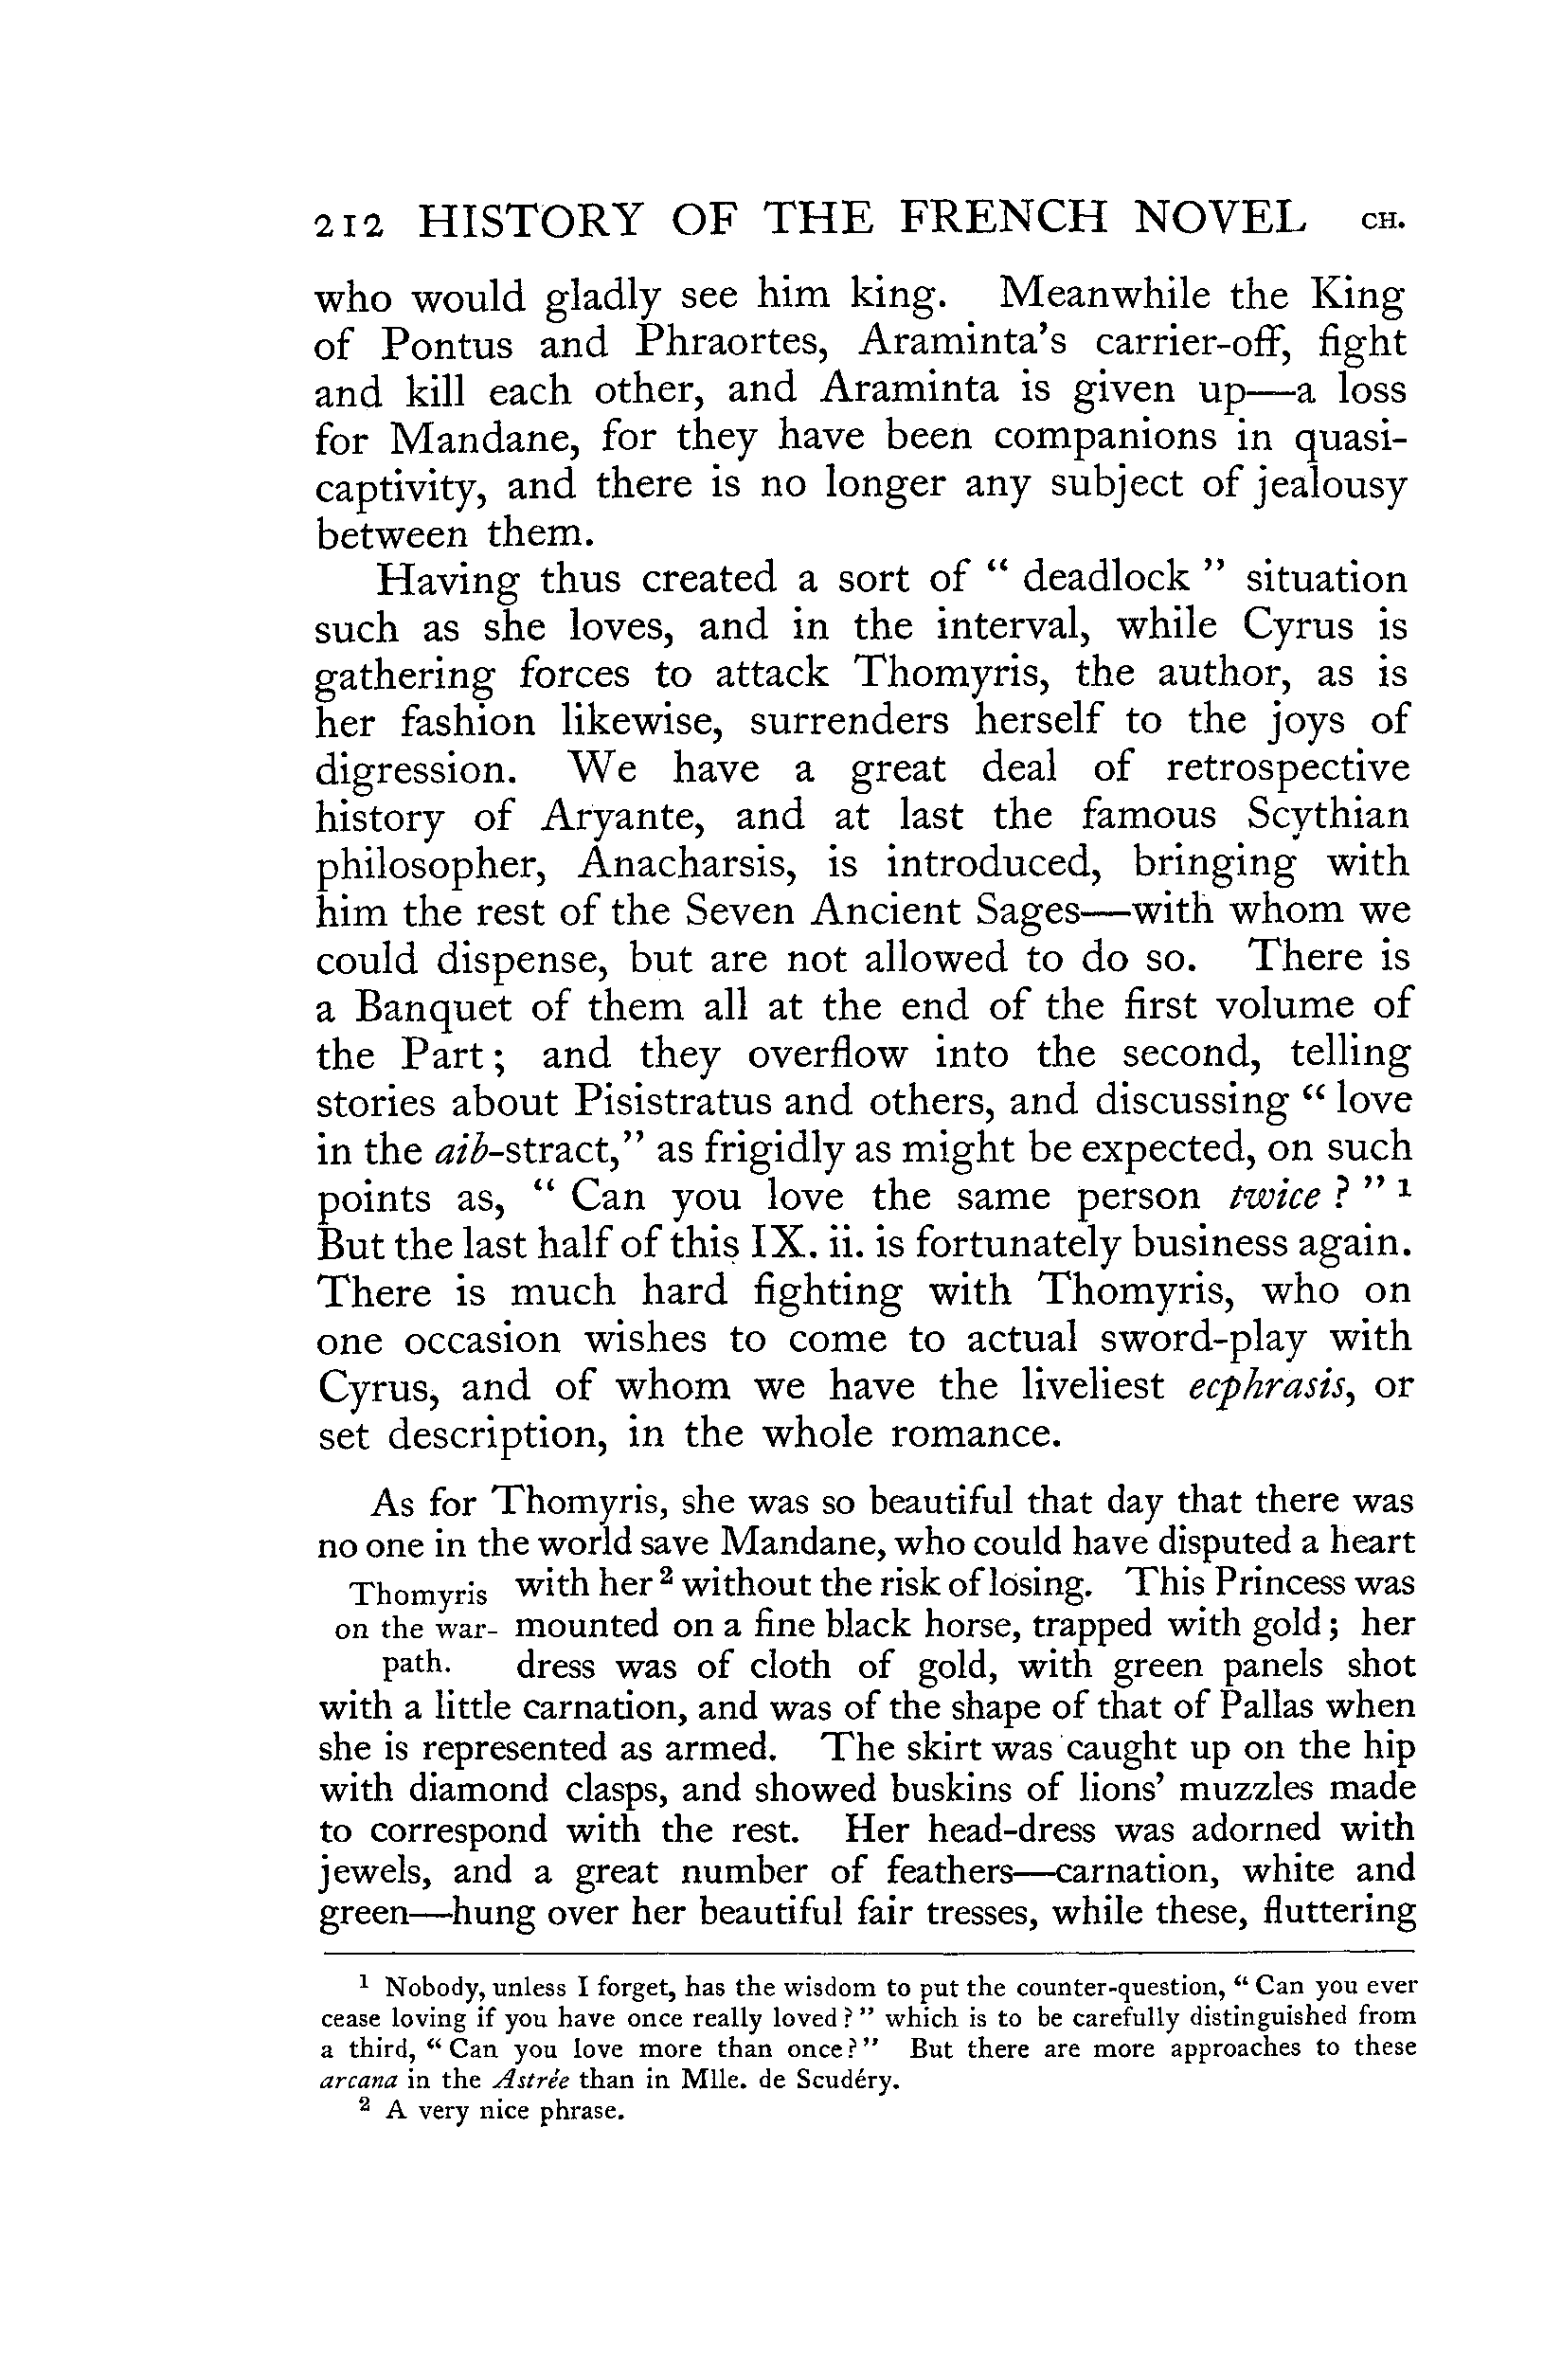 212 HISTORY OF THE FRENCH NOVEL CH.
who would gladly see him king. Meanwhile the King
of Pontus and Phraortes, Araminta's carrier-off, fight
and kill each other, and Araminta is given up—a loss
for Mandane, for they have been companions in quasi-
captivity, and there is no longer any subject of jealousy
between them.
Having thus created a sort of “ deadlock ” situation
such as she loves, and in the interval, while Cyrus is
gathering forces to attack Thomyris, the author, as is
her fashion likewise, surrenders herself to the joys of
digression. We have a great deal of retrospective
history of Aryante, and at last the famous Scythian
philosopher, Anacharsis, is introduced, bringing with
him the rest of the Seven Ancient Sages—with whom we
could dispense, but are not allowed to do so. There is
a Banquet of them all at the end of the first volume of
the Part; and they overflow into the second, telling
stories about Pisistratus and others, and discussing “ love
in the aib-stract,” as frigidly as might be expected, on such
points as, “ Can you love the same person twice ? ” 1
But the last half of this IX. ii. is fortunately business again.
There is much hard fighting with Thomyris, who on
one occasion wishes to come to actual sword-play with
Cyrus, and of whom we have the liveliest ecphrasis, or
set description, in the whole romance.
As for Thomyris, she was so beautiful that day that there was
no one in the world save Mandane, who could have disputed a heart
Thomyris with her 2 without the risk of losing. This Princess was
on the war- mounted on a fine black horse, trapped with gold; her
path. dress was of cloth of gold, with green panels shot
with a little carnation, and was of the shape of that of Pallas when
she is represented as armed. The skirt was caught up on the hip
with diamond clasps, and showed buskins of lions' muzzles made
to correspond with the rest. Her head-dress was adorned with
jewels, and a great number of feathers—carnation, white and
green—hung over her beautiful fair tresses, while these, fluttering
1 Nobody, unless I forget, has the wisdom to put the counter-question, “ Can you ever
cease loving if you have once really loved ? ” which is to be carefully distinguished from
a third, “ Can you love more than once?” But there are more approaches to these
arcana in the Astrée than in Mlle. de Scudéry.
2 A very nice phrase.